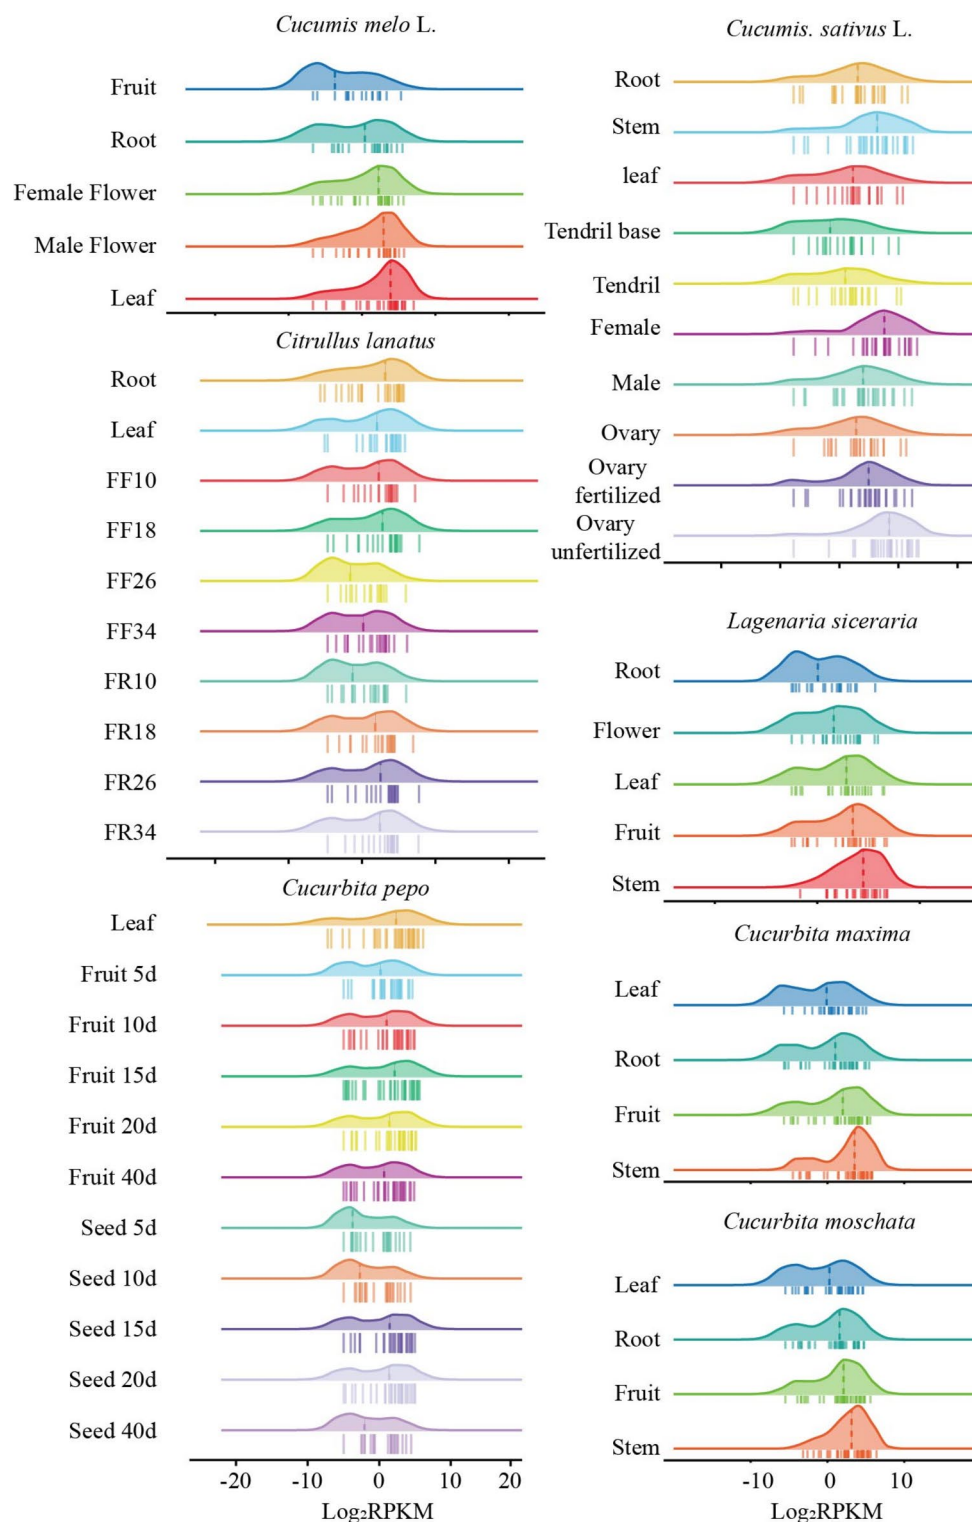 Cucumis melo L.
Fruit
Root
Female Flower
Male Flower
Leaf
Citrullus lanatus
Root
Leaf
FF10
FF18
FF26
FF34
FR10
FR18
FR26
FR34
Cucurbita pepo
Leaf
Fruit 5d
Fruit 10d
Fruit 15d
Fruit 20d
Fruit 40d
Seed 5d
Seed 10d
Seed 15d
Seed 20d
Seed 40d
-20 -10 0 10 20
Log₂RPKM
Cucumis. sativus L.
Root
Stem
leaf
Tendril base
Tendril
Female
Male
Ovary
Ovary
fertilized
Ovary
unfertilized
Lagenaria siceraria
Root
Flower
Leaf
Fruit
Stem
Cucurbita maxima
Leaf
Root
Fruit
Stem
Cucurbita moschata
Leaf
Root
Fruit
Stem
-10 0 10
Log₂RPKM